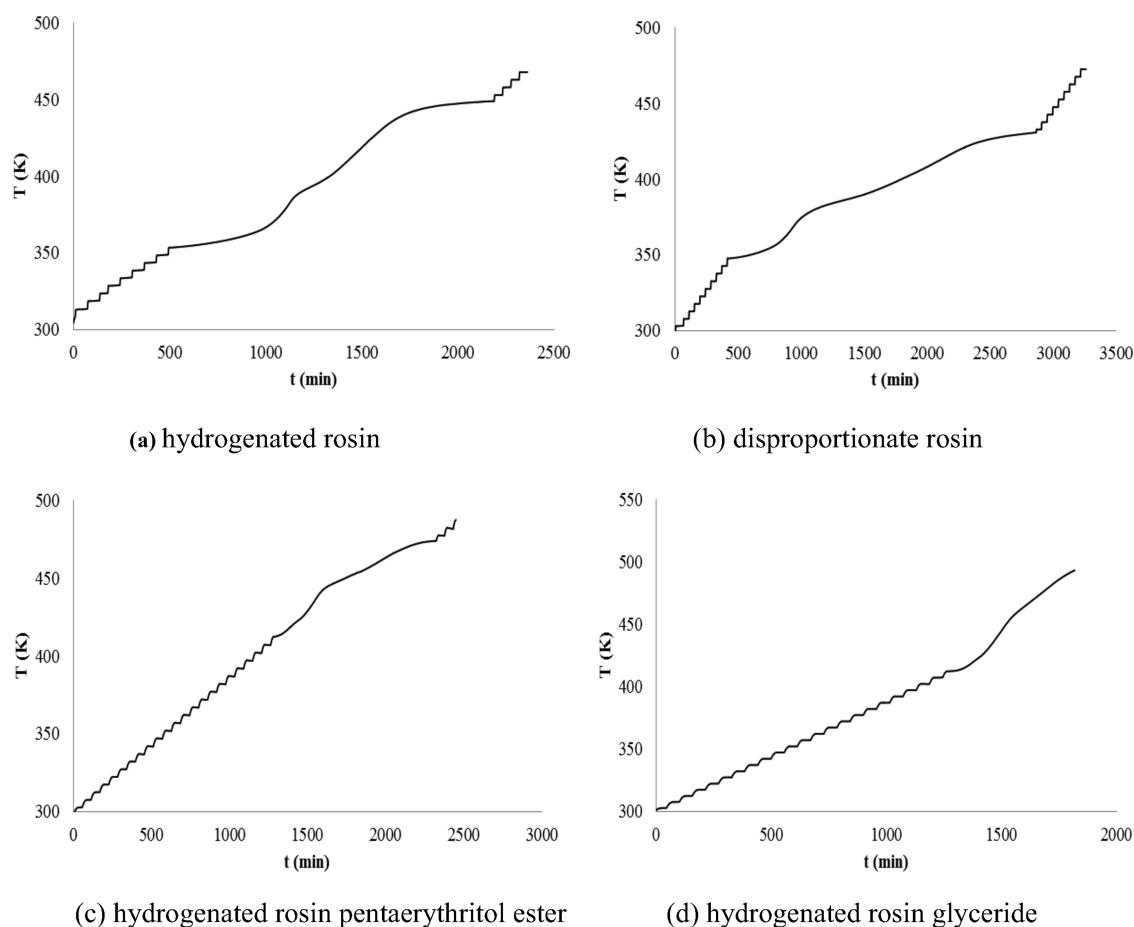 500
450
400
350
300
T (K)
0 500 1000 1500 2000 2500
t (min)
(a) hydrogenated rosin
500
450
400
350
300
T (K)
0 500 1000 1500 2000 2500 3000 3500
t (min)
(b) disproportionate rosin
500
450
400
350
300
T (K)
0 500 1000 1500 2000 2500 3000
t (min)
(c) hydrogenated rosin pentaerythritol ester
550
500
450
400
350
300
T (K)
0 500 1000 1500 2000
t (min)
(d) hydrogenated rosin glyceride